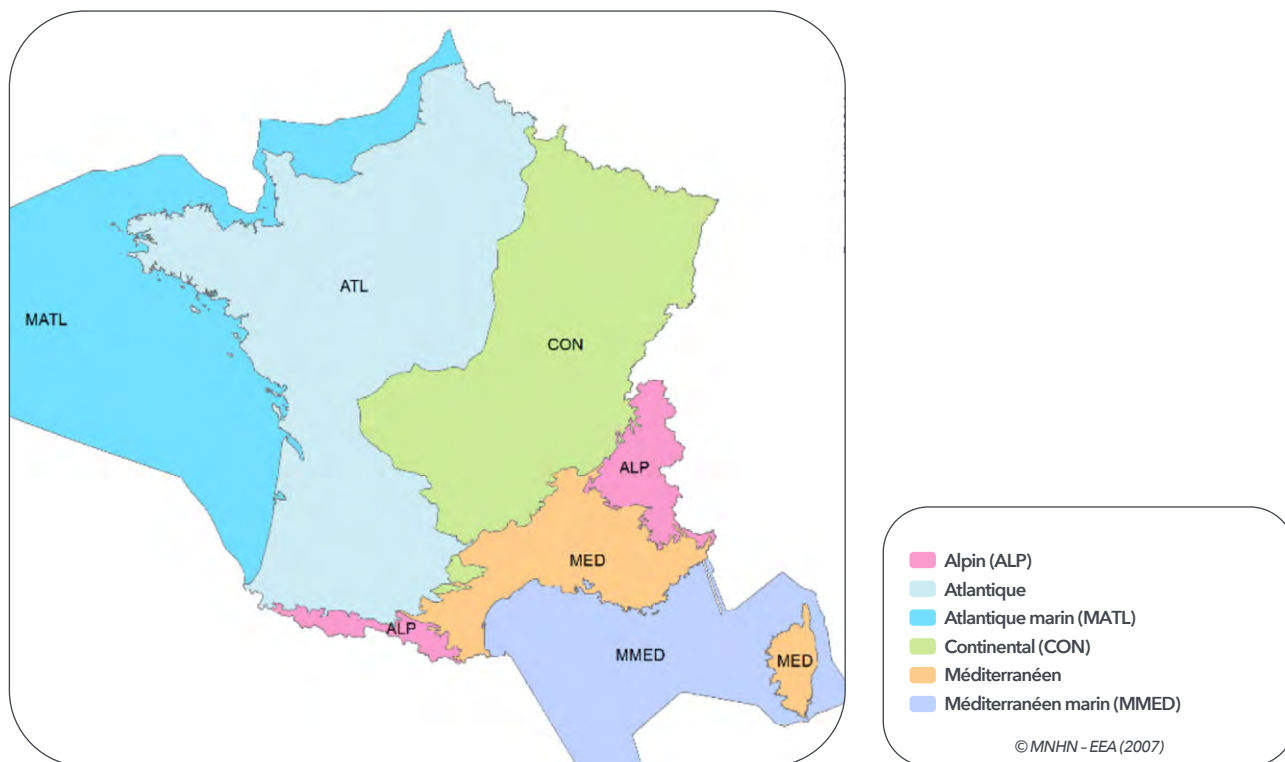 ATL
MATL
CON
ALP
MED
ALP
MMED
MED
Alpin (ALP)
Atlantique
Atlantique marin (MATL)
Continental (CON)
Méditerranéen
Méditerranéen marin (MMED)
© MNHN – EEA (2007)